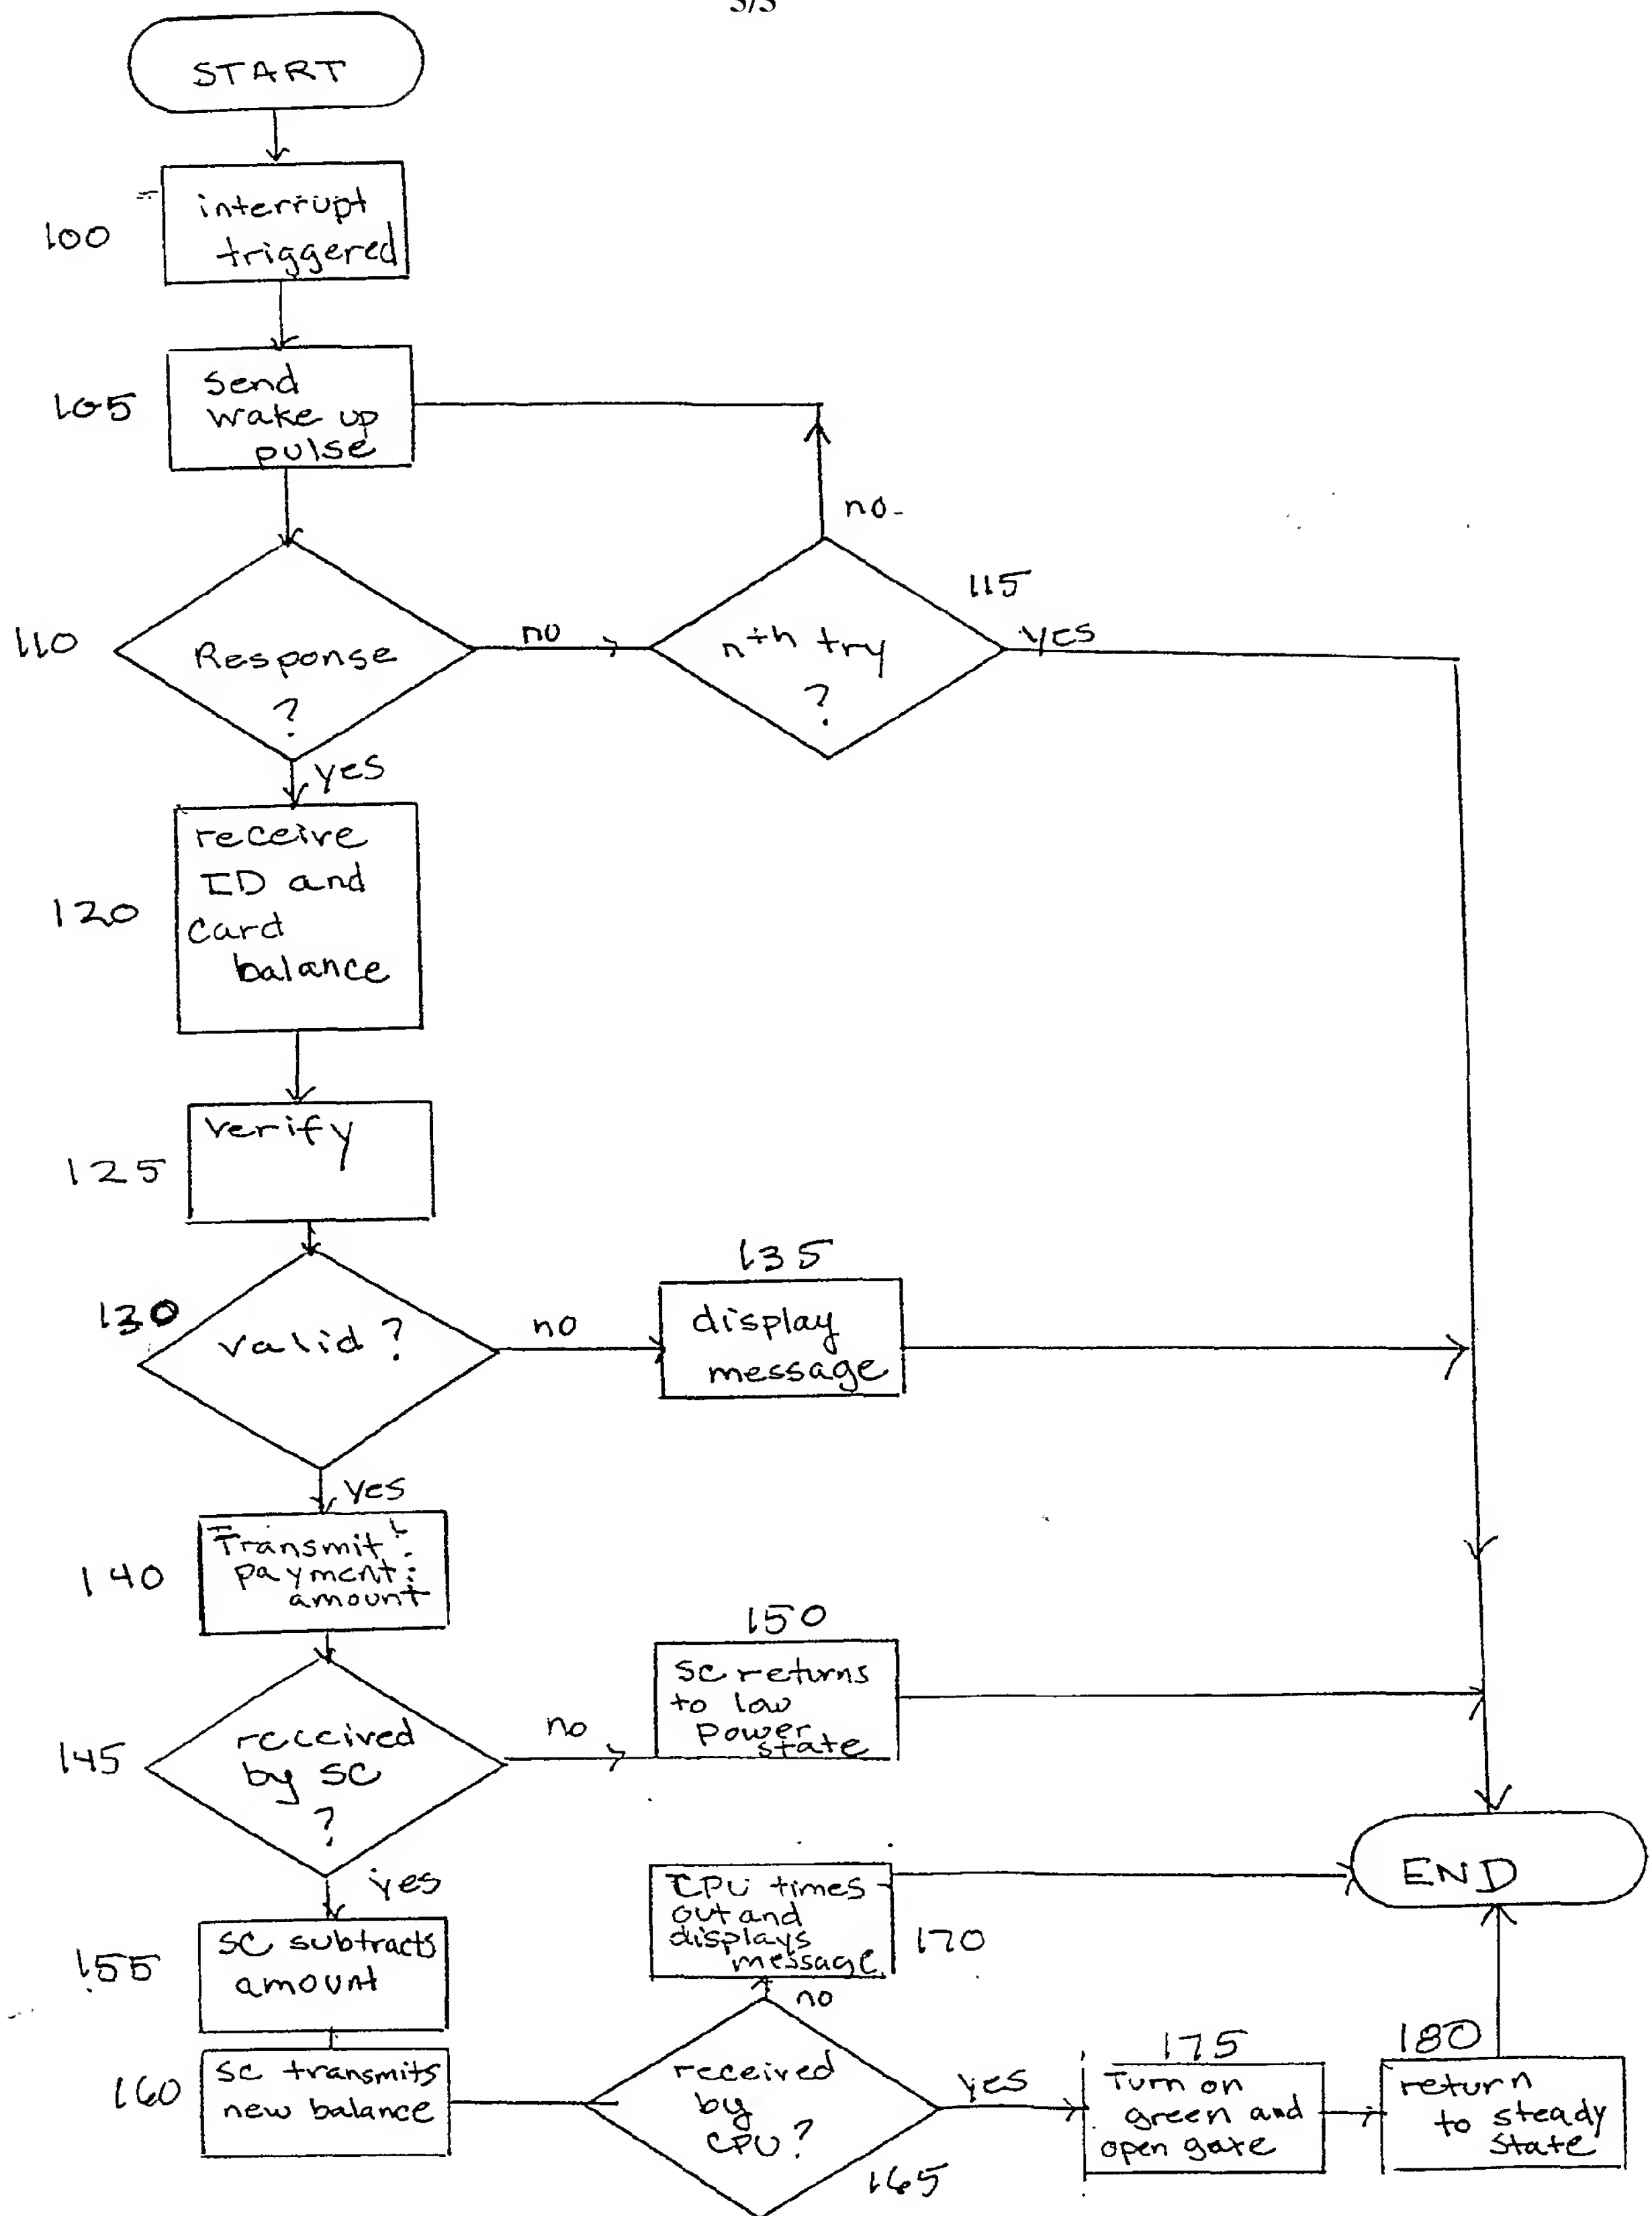 3/3
START
100
interrupt
triggered
105
send
wake up
pulse
no
110
Response
?
no
115
nth try
?
yes
yes
120
receive
ID and
card
balance
125
verify
130
valid ?
no
135
display
message
yes
140
Transmit
payment
amount
145
received
by SC
?
no
150
SC returns
to low
power
state
yes
155
SC subtracts
amount
CPU times
out and
displays
message
170
END
160
SC transmits
new balance
no
received
by
CPU?
165
yes
175
Turn on
green and
open gate
180
return
to steady
state